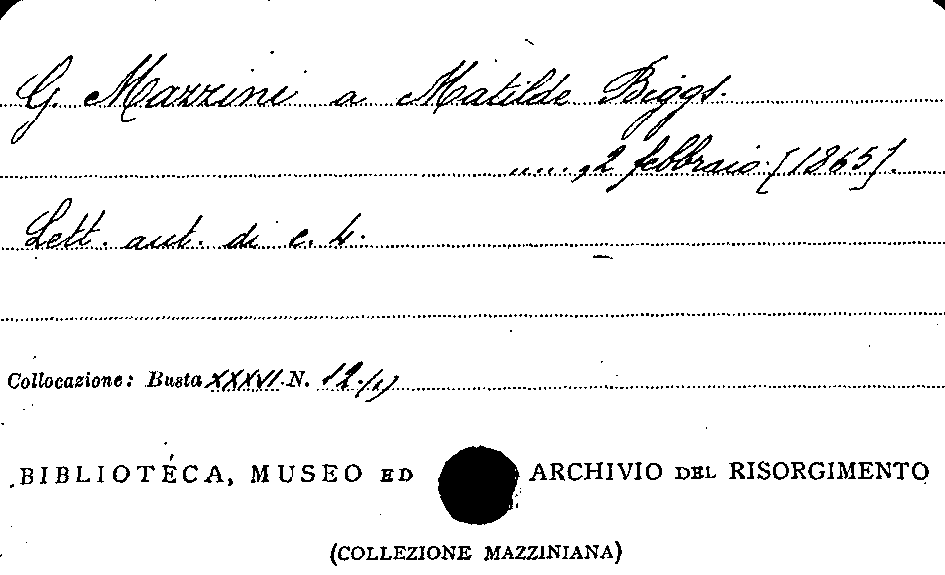 G. Mazzini a Matilde Biggs.
....., 2 febbraio [1865].
Lett. aut. di c. 4.
Collocazione: Busta XXXVI. N. 12.(1)
BIBLIOTECA, MUSEO ED ARCHIVIO DEL RISORGIMENTO
(COLLEZIONE MAZZINIANA)